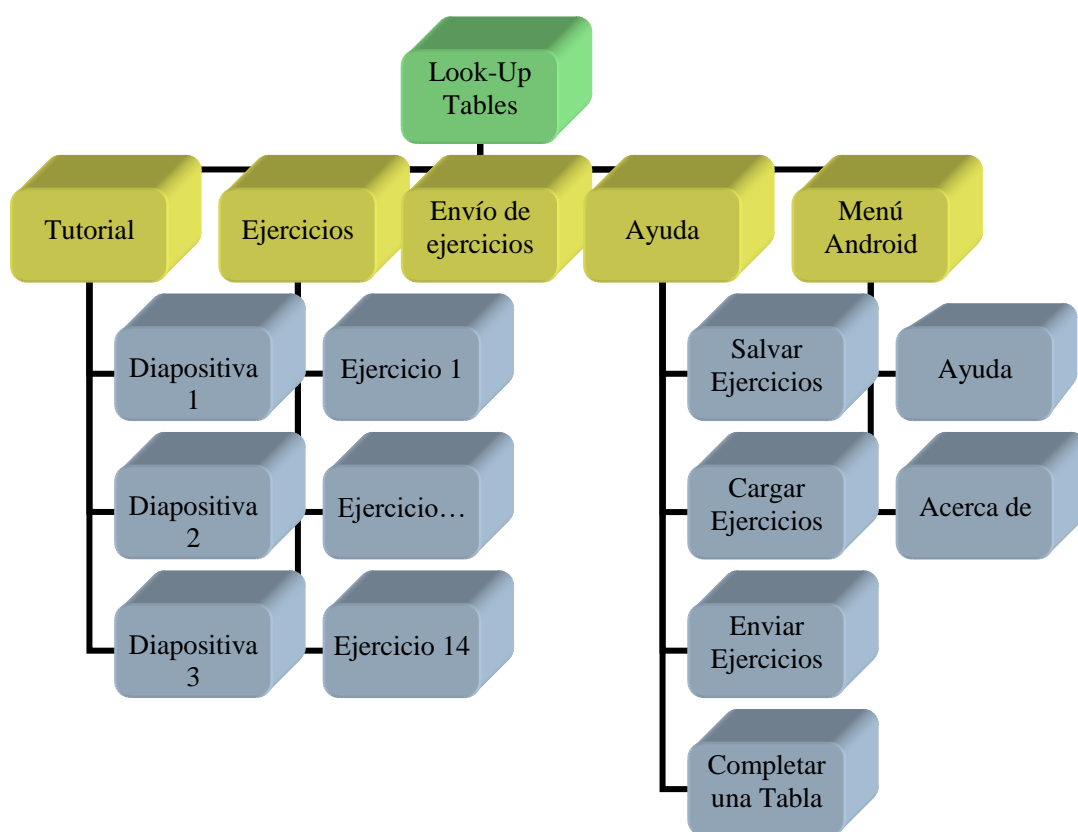 Look-Up
Tables
Tutorial
Ejercicios
Envío de
ejercicios
Ayuda
Menú
Android
Diapositiva
1
Ejercicio 1
Salvar
Ejercicios
Ayuda
Diapositiva
2
Ejercicio…
Cargar
Ejercicios
Acerca de
Diapositiva
3
Ejercicio 14
Enviar
Ejercicios
Completar
una Tabla